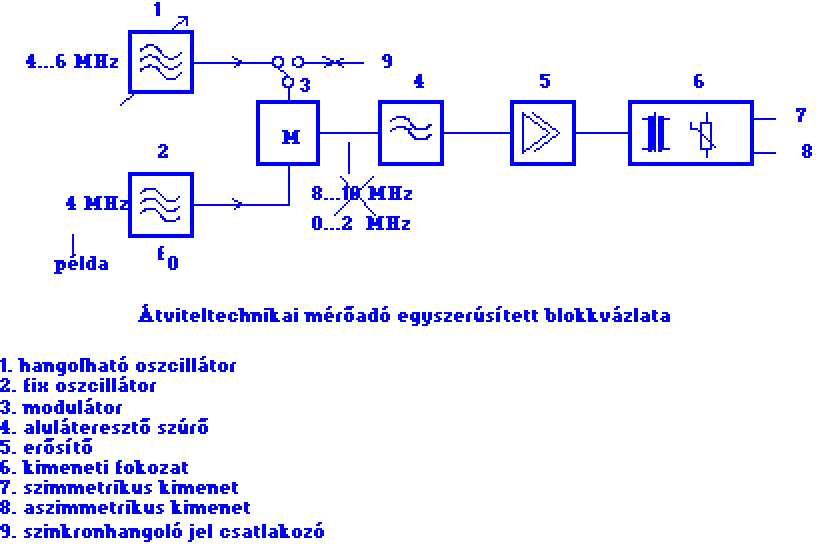 1
4...6 MHz
9
3
4
5
6
7
M
2
8
8...10 MHz
4 MHz
0...2 MHz
f0
példa
Átviteltechnikai mérőadó egyszerűsített blokkvázlata
1. hangolható oszcillátor
2. fix oszcillátor
3. modulátor
4. aluláteresztő szűrő
5. erősítő
6. kimeneti fokozat
7. szimmetrikus kimenet
8. aszimmetrikus kimenet
9. szinkronhangoló jel csatlakozó